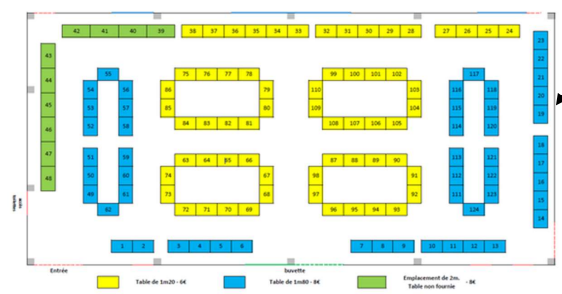 42 41 40 39 38 37 36 35 34 33 32 31 30 29 28 27 26 25 24
23
43 22
55 75 76 77 78 99 100 101 102 117 21
44
54 56 86 79 110 103 116 118 20
45 53 57 85 80 109 104 115 119 19
52 58 84 83 82 81 108 107 106 105 114 120
46
18
47 51 59 63 64 65 66 87 88 89 90 113 121 17
48 50 60 74 67 98 91 112 122 16
49 61 73 68 97 92 111 123 15
62 72 71 70 69 96 95 94 93 124 14
1 2 3 4 5 6 7 8 9 10 11 12 13
Entrée buvette
Table de 1m20 - 6€
Table de 1m80 - 8€
Emplacement de 2m.
Table non fournie
- 8€